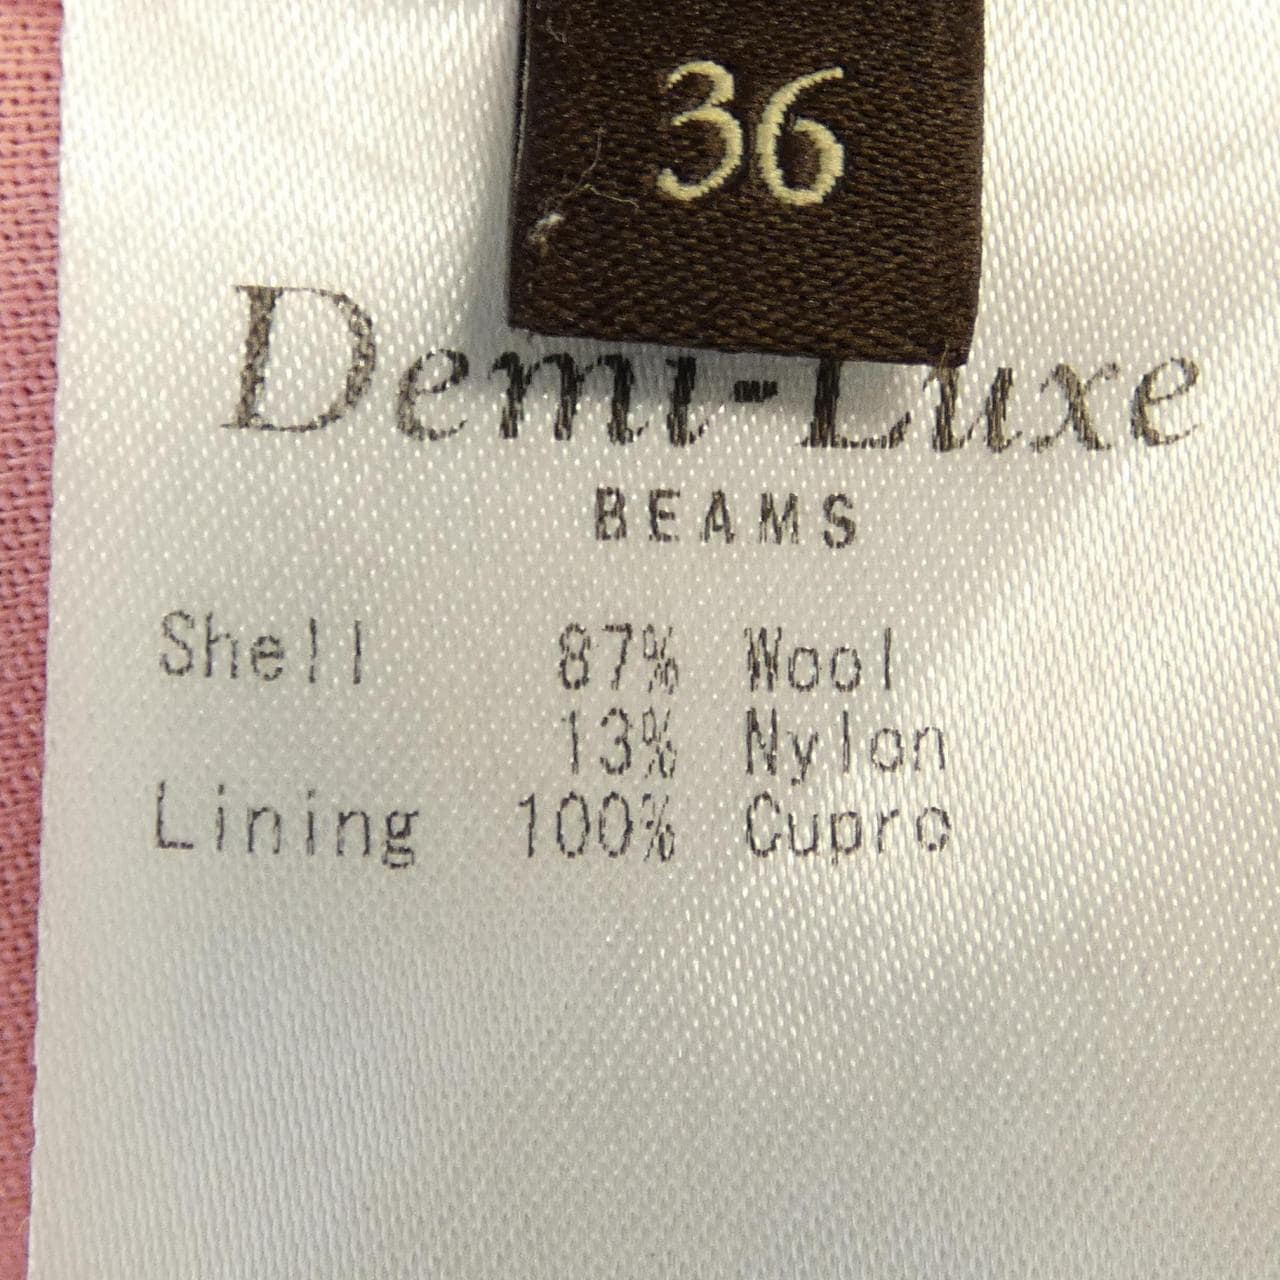 36
Demi-Luxe
BEAMS
Shell 87% Wool
13% Nylon
Lining 100% Cupro